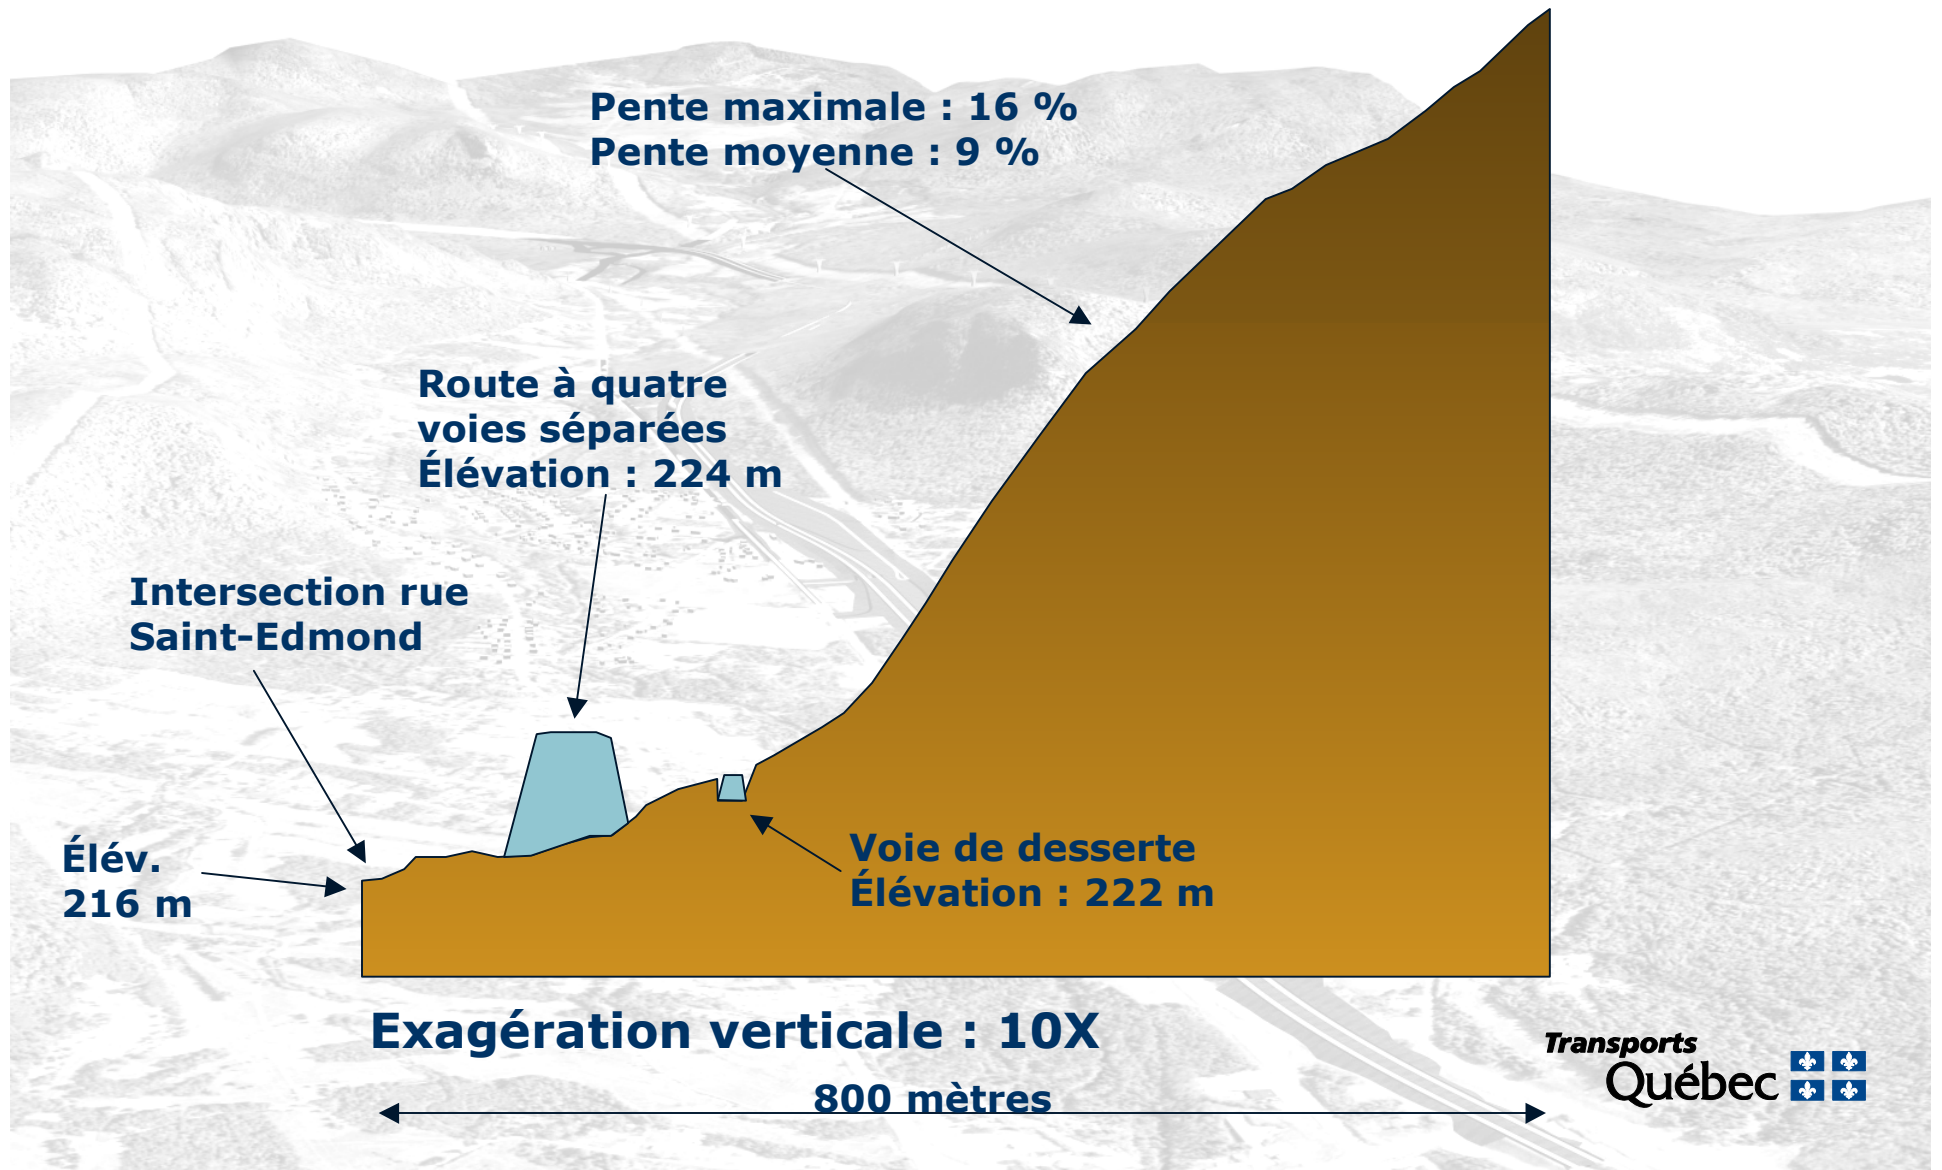 Pente maximale : 16 %
Pente moyenne : 9 %
Route à quatre
voies séparées
Élévation : 224 m
Intersection rue
Saint-Edmond
Élév.
216 m
Voie de desserte
Élévation : 222 m
Exagération verticale : 10X
800 mètres
Transports
Québec